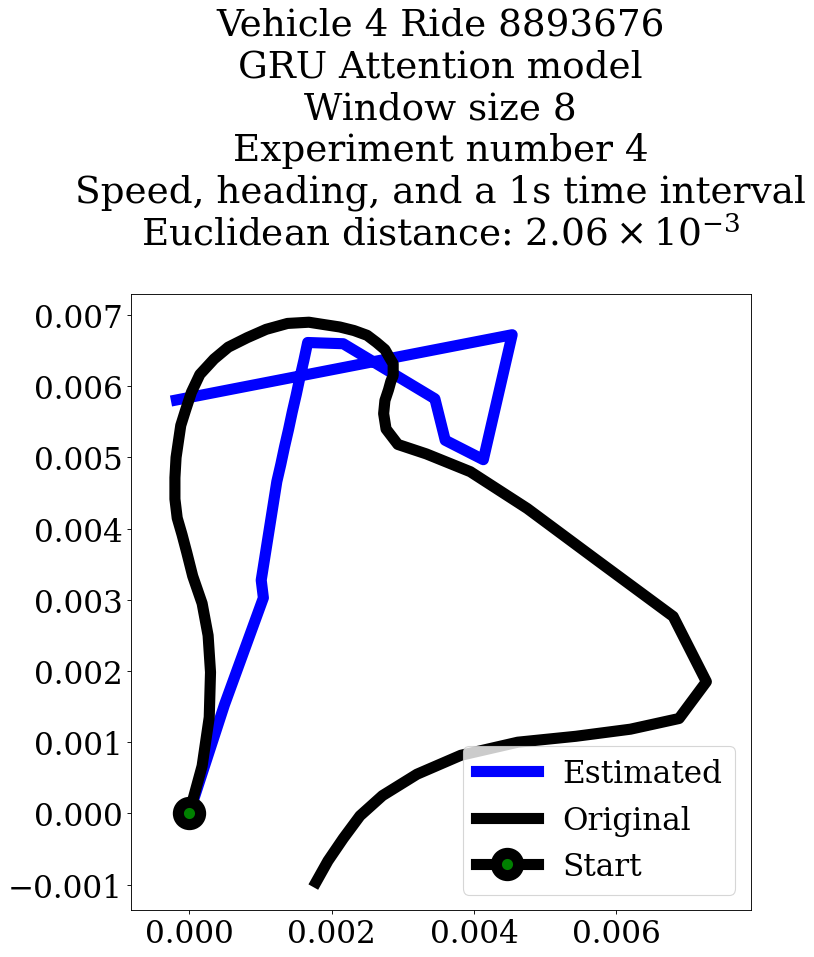 Vehicle 4 Ride 8893676
GRU Attention model
Window size 8
Experiment number 4
Speed, heading, and a 1s time interval
Euclidean distance: 2.06 × 10⁻³
0.007
0.006
0.005
0.004
0.003
0.002
0.001
0.000
−0.001
Estimated
Original
Start
0.000 0.002 0.004 0.006